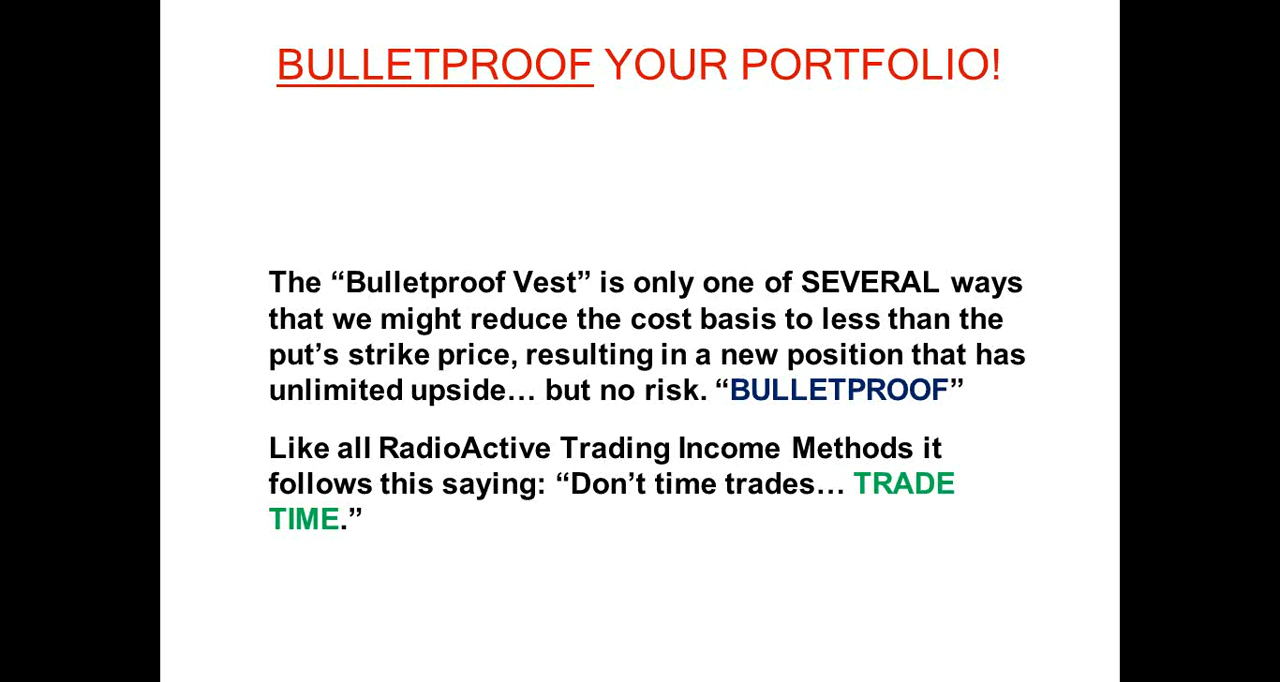 BULLETPROOF YOUR PORTFOLIO!
The “Bulletproof Vest” is only one of SEVERAL ways
that we might reduce the cost basis to less than the
put’s strike price, resulting in a new position that has
unlimited upside… but no risk. “BULLETPROOF”
Like all RadioActive Trading Income Methods it
follows this saying: “Don’t time trades… TRADE
TIME.”